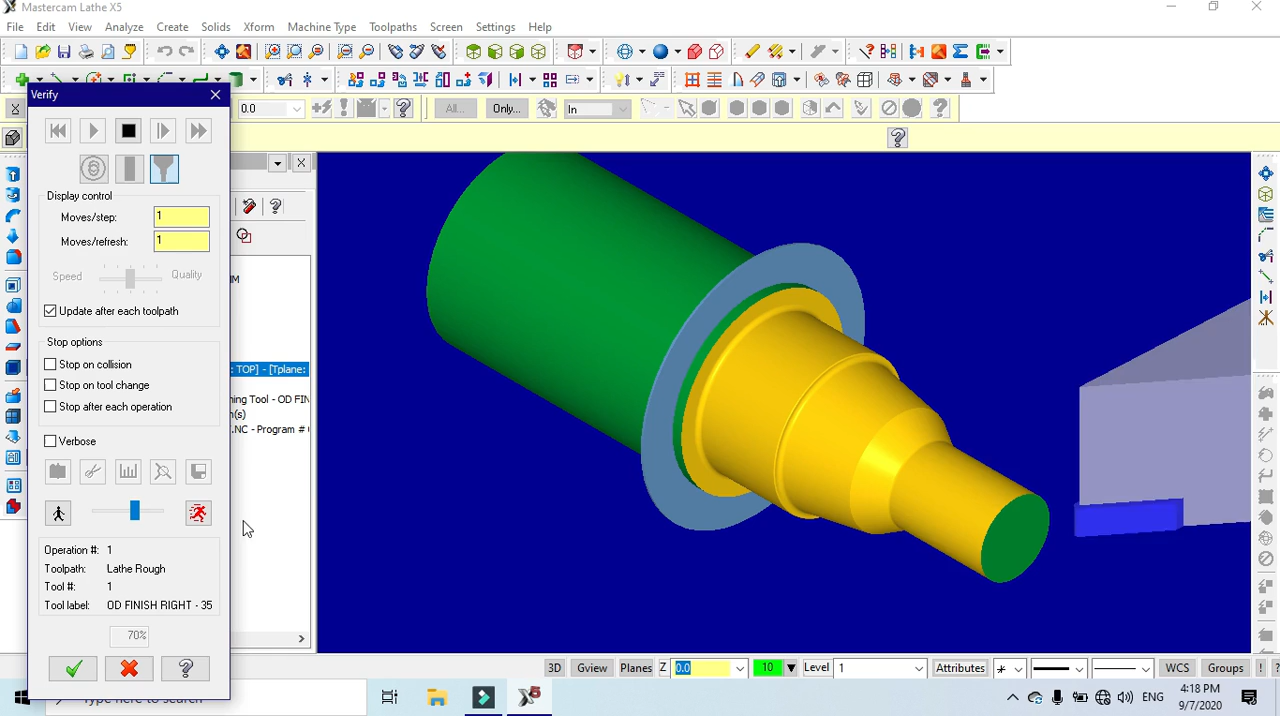 Mastercam Lathe X5
File Edit View Analyze Create Solids Xform Machine Type Toolpaths Screen Settings Help
Verify
0.0 All... Only... In
Display control
Moves/step: 1
Moves/refresh: 1
Speed Quality
Update after each toolpath
Stop options
Stop on collision
Stop on tool change
Stop after each operation
Verbose
Operation #: 1
Toolpath: Lathe Rough
Tool #: 1
Tool label: OD FINISH RIGHT - 35
70%
: TOP] - [Tplane:
ning Tool - OD FIN
.NC - Program #
3D Gview Planes Z 0.0 10 Level 1 Attributes WCS Groups
Type here to search
ENG
4:18 PM
9/7/2020